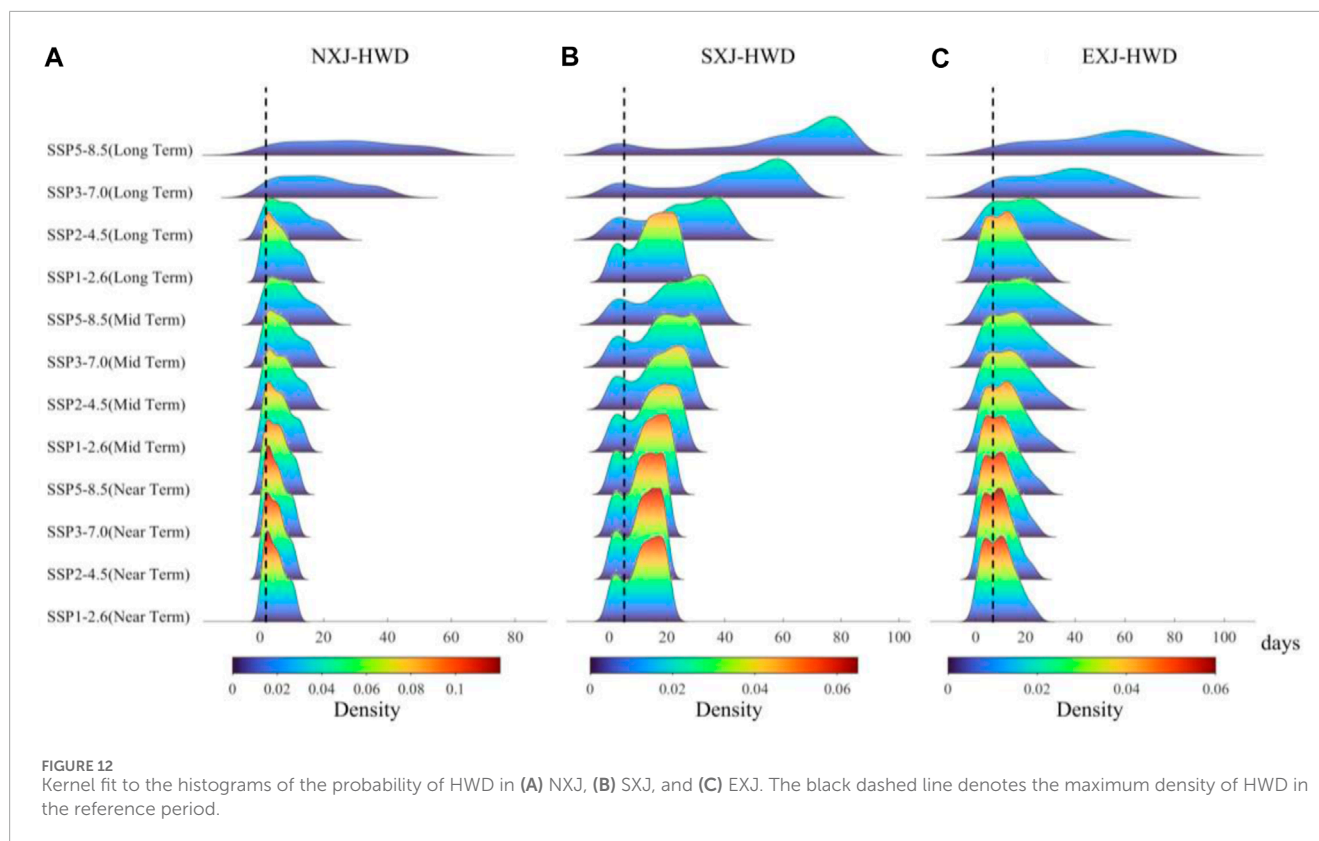 A
NXJ-HWD
B
SXJ-HWD
C
EXJ-HWD
SSP5-8.5(Long Term)
SSP3-7.0(Long Term)
SSP2-4.5(Long Term)
SSP1-2.6(Long Term)
SSP5-8.5(Mid Term)
SSP3-7.0(Mid Term)
SSP2-4.5(Mid Term)
SSP1-2.6(Mid Term)
SSP5-8.5(Near Term)
SSP3-7.0(Near Term)
SSP2-4.5(Near Term)
SSP1-2.6(Near Term)
0 20 40 60 80
0 20 40 60 80 100
0 20 40 60 80 100
days
0 0.02 0.04 0.06 0.08 0.1
0 0.02 0.04 0.06
0 0.02 0.04 0.06
Density
Density
Density
FIGURE 12
Kernel fit to the histograms of the probability of HWD in (A) NXJ, (B) SXJ, and (C) EXJ. The black dashed line denotes the maximum density of HWD in
the reference period.